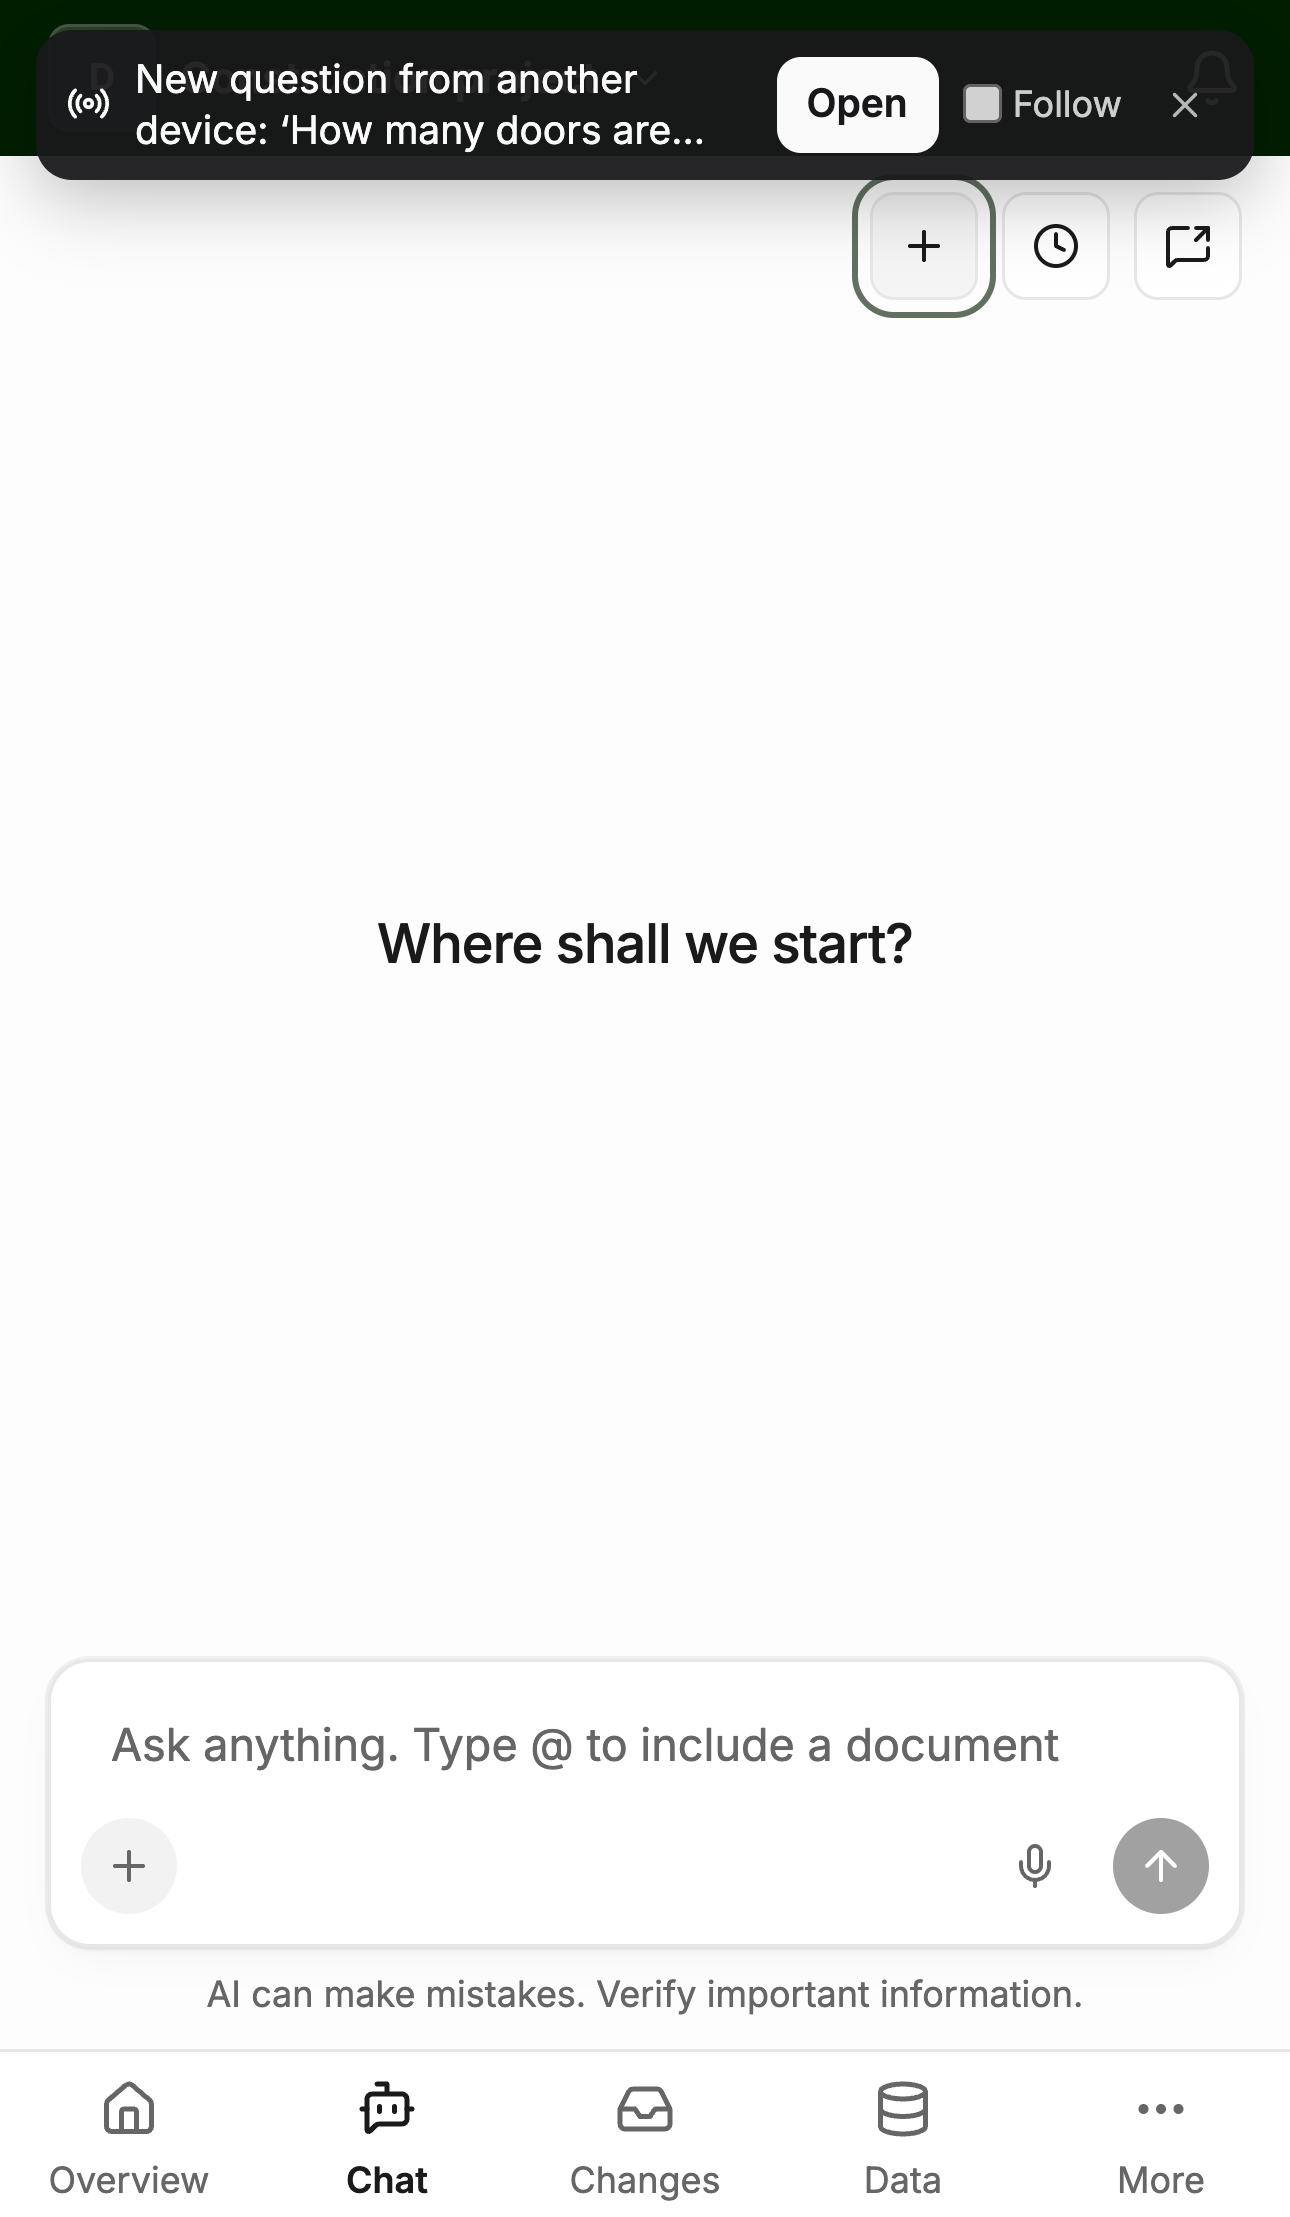 New question from another
device: ‘How many doors are...
Open
Follow
Where shall we start?
Ask anything. Type @ to include a document
AI can make mistakes. Verify important information.
Overview
Chat
Changes
Data
More